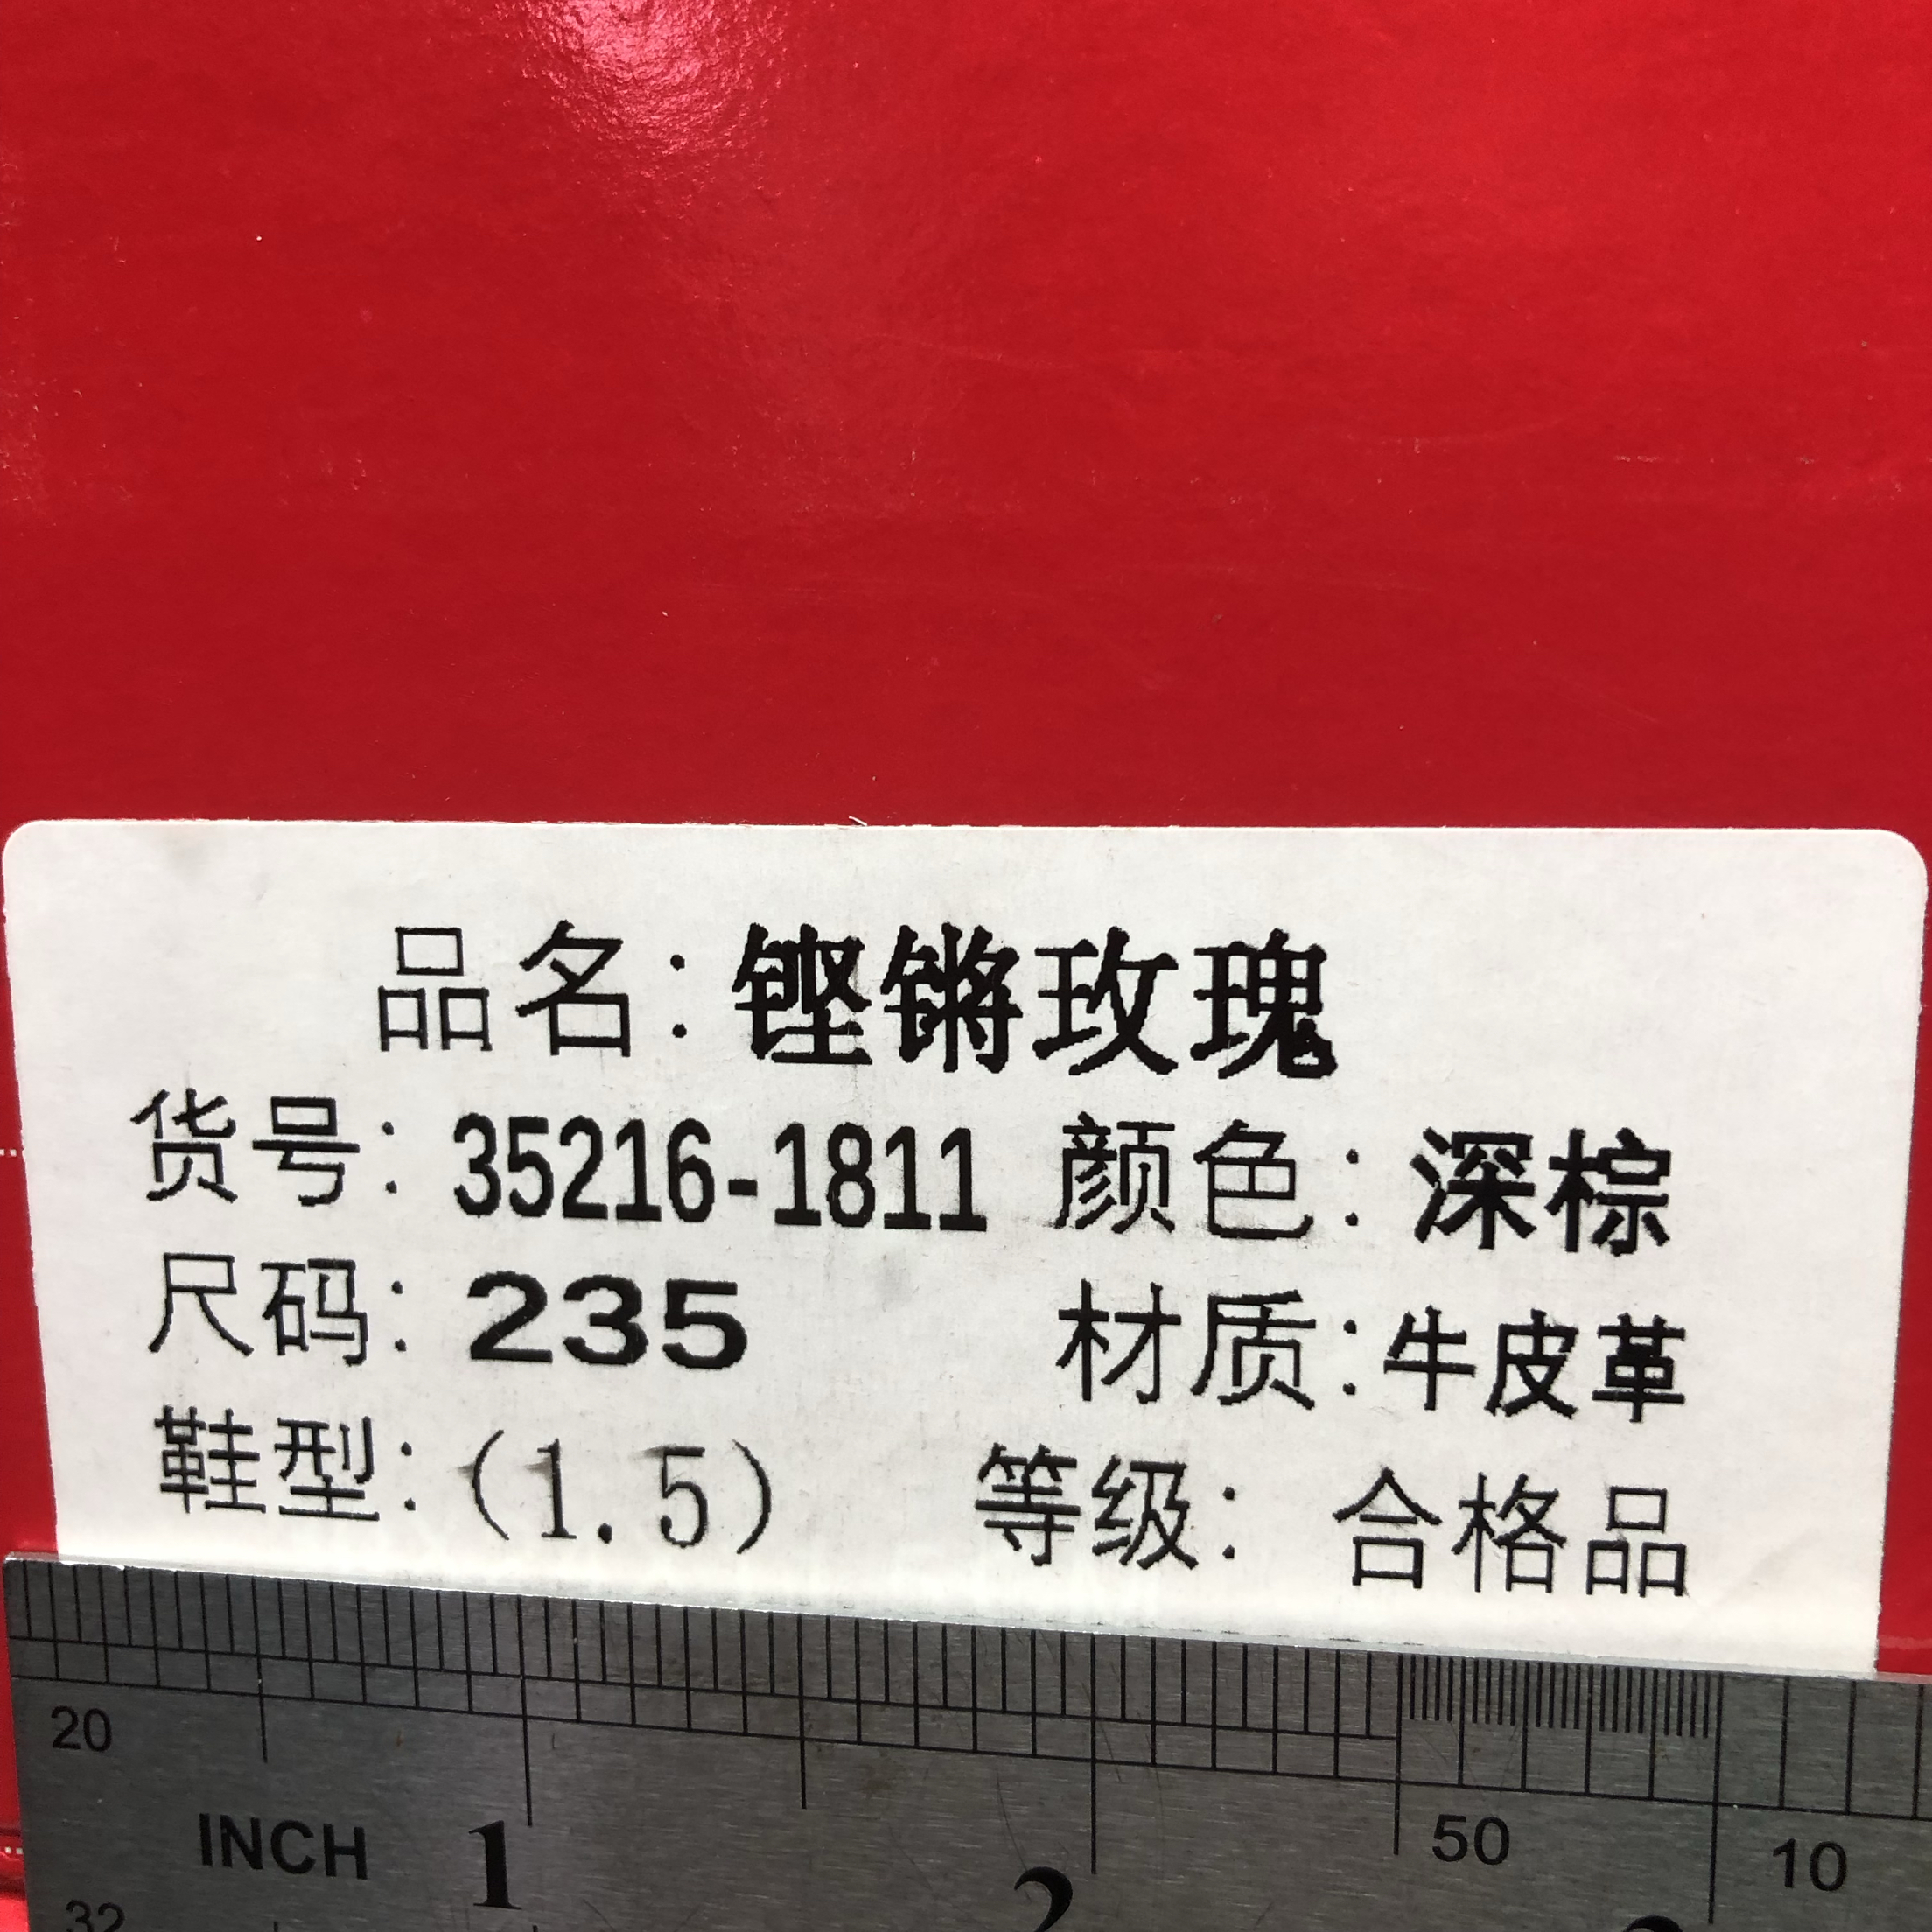 品名:铿锵玫瑰
货号:35216-1811 颜色:深棕
尺码:235 材质:牛皮革
鞋型:(1.5) 等级:合格品
20 50 10
INCH 1 2
32